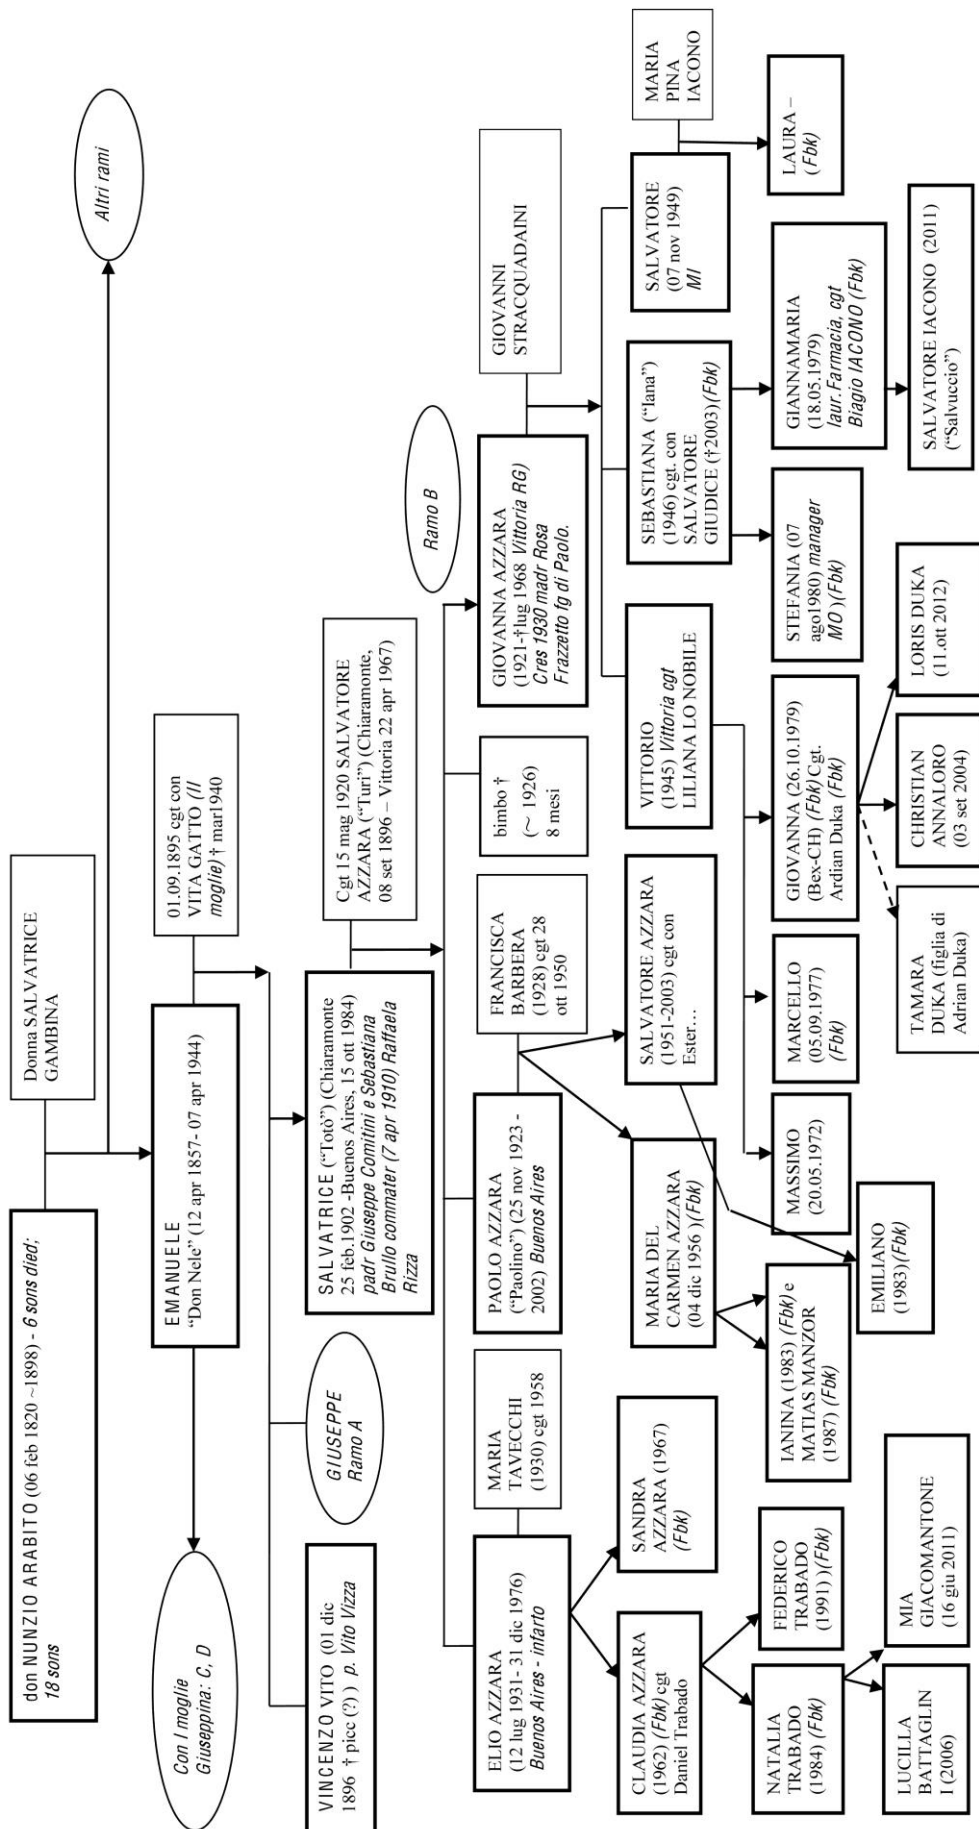 don NUNZIO ARABITO (06 feb 1820 ~1898) - 6 sons died;
18 sons
Donna SALVATRICE
GAMBINA
Altri rami
Con I moglie
Giuseppina: C, D
EMANUELE
“Don Nele” (12 apr 1857- 07 apr 1944)
01.09.1895 cgt con
VITA GATTO (II
moglie) † mar1940
VINCENZO VITO (01 dic
1896 † picc (?) ) p. Vito Vizza
GIUSEPPE
Ramo A
SALVATRICE (“Totò”) (Chiaramonte
25 feb.1902 -Buenos Aires, 15 ott 1984)
padr Giuseppe Comitini e Sebastiana
Brullo commater (7 apr 1910) Raffaela
Rizza
Cgt 15 mag 1920 SALVATORE
AZZARA (“Turi”) (Chiaramonte,
08 set 1896 – Vittoria 22 apr 1967)
Ramo B
ELIO AZZARA
(12 lug 1931- 31 dic 1976)
Buenos Aires - infarto
MARIA
TAVECCHI
(1930) cgt 1958
PAOLO AZZARA
(“Paolino”) (25 nov 1923 -
2002) Buenos Aires
FRANCISCA
BARBERA
(1928) cgt 28
ott 1950
bimbo †
(~ 1926)
8 mesi
GIOVANNA AZZARA
(1921-†lug 1968 Vittoria RG)
Cres 1930 madr Rosa
Frazzetto fg di Paolo.
GIOVANNI
STRACQUADAINI
CLAUDIA AZZARA
(1962) (Fbk) cgt
Daniel Trabado
SANDRA
AZZARA (1967)
(Fbk)
MARIA DEL
CARMEN AZZARA
(04 dic 1956 )(Fbk)
SALVATORE AZZARA
(1951-2003) cgt con
Ester…
VITTORIO
(1945) Vittoria cgt
LILIANA LO NOBILE
SEBASTIANA (“Iana”)
(1946) cgt. con
SALVATORE
GIUDICE (†2003)(Fbk)
SALVATORE
(07 nov 1949)
MI
MARIA
PINA
IACONO
NATALIA
TRABADO
(1984) (Fbk)
FEDERICO
TRABADO
(1991) )(Fbk)
IANINA (1983) (Fbk) e
MATIAS MANZOR
(1987) (Fbk)
MASSIMO
(20.05.1972)
MARCELLO
(05.09.1977)
(Fbk)
GIOVANNA (26.10.1979)
(Bex-CH) (Fbk) Cgt.
Ardian Duka (Fbk)
STEFANIA (07
ago1980) manager
MO )(Fbk)
GIANNAMARIA
(18.05.1979)
laur.Farmacia, cgt
Biagio IACONO (Fbk)
LAURA –
(Fbk)
LUCILLA
BATTAGLIN
I (2006)
MIA
GIACOMANTONE
(16 giu 2011)
EMILIANO
(1983)(Fbk)
TAMARA
DUKA (figlia di
Adrian Duka)
CHRISTIAN
ANNALORO
(03 set 2004)
LORIS DUKA
(11.ott 2012)
SALVATORE IACONO (2011)
(“Salvuccio”)